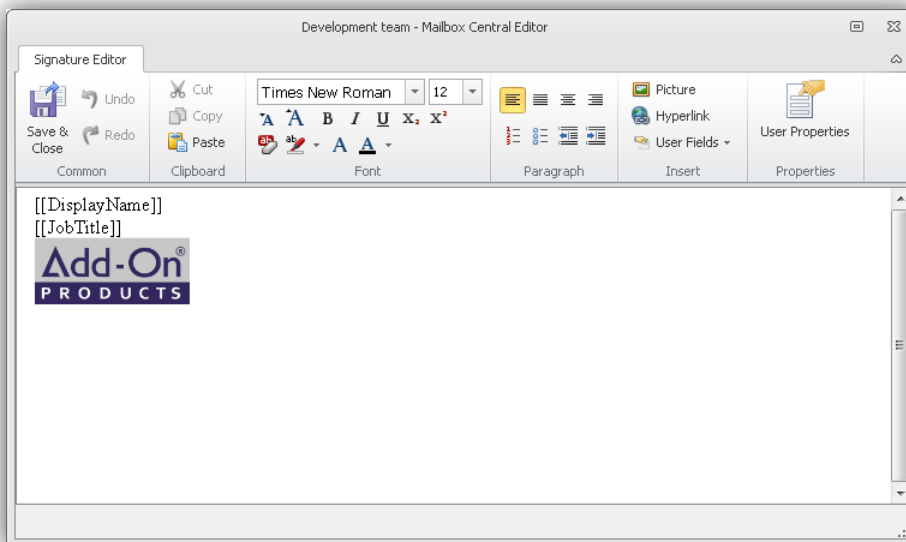 Development team - Mailbox Central Editor
Signature Editor
Save & Close
Undo
Redo
Common
Cut
Copy
Paste
Clipboard
Times New Roman
12
A A B I U X₂ X²
ab A A
Font
Paragraph
Picture
Hyperlink
User Fields
Insert
User Properties
Properties
[[DisplayName]]
[[JobTitle]]
Add-On®
PRODUCTS